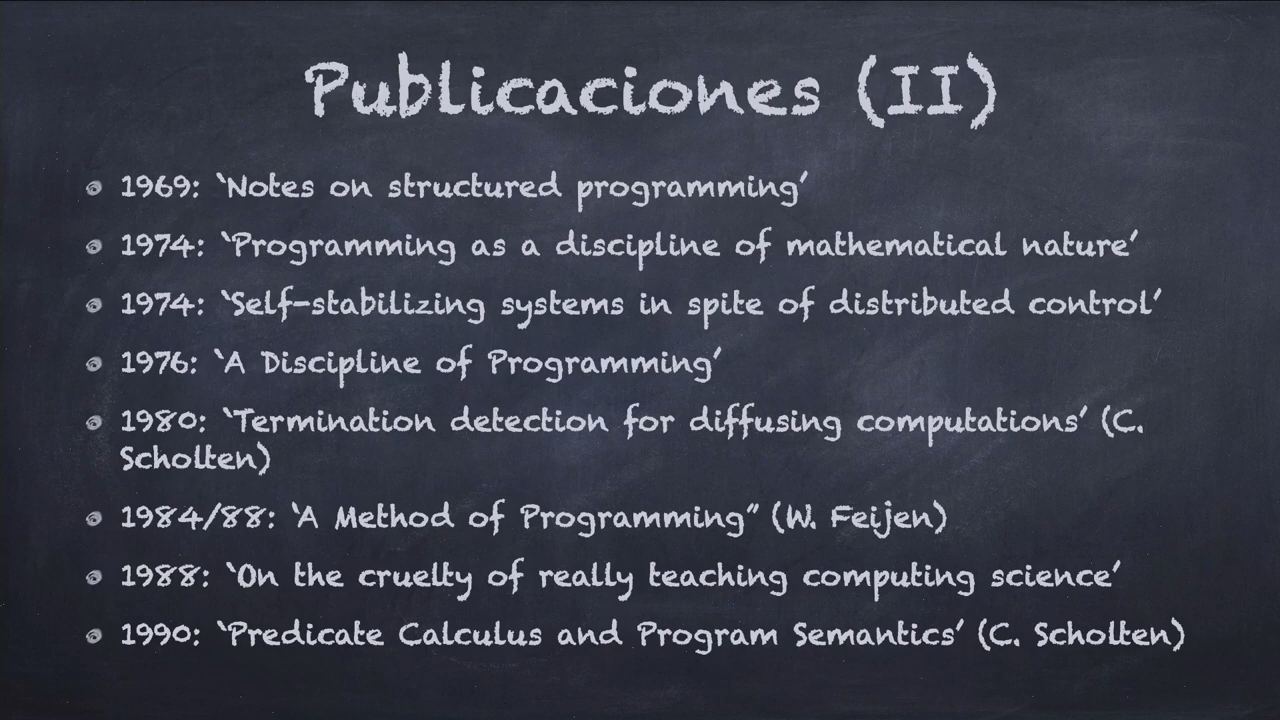 Publicaciones (II)
1969: ‘Notes on structured programming’
1974: ‘Programming as a discipline of mathematical nature’
1974: ‘Self-stabilizing systems in spite of distributed control’
1976: ‘A Discipline of Programming’
1980: ‘Termination detection for diffusing computations’ (C.
Scholten)
1984/88: ‘A Method of Programming” (W. Feijen)
1988: ‘On the cruelty of really teaching computing science’
1990: ‘Predicate Calculus and Program Semantics’ (C. Scholten)